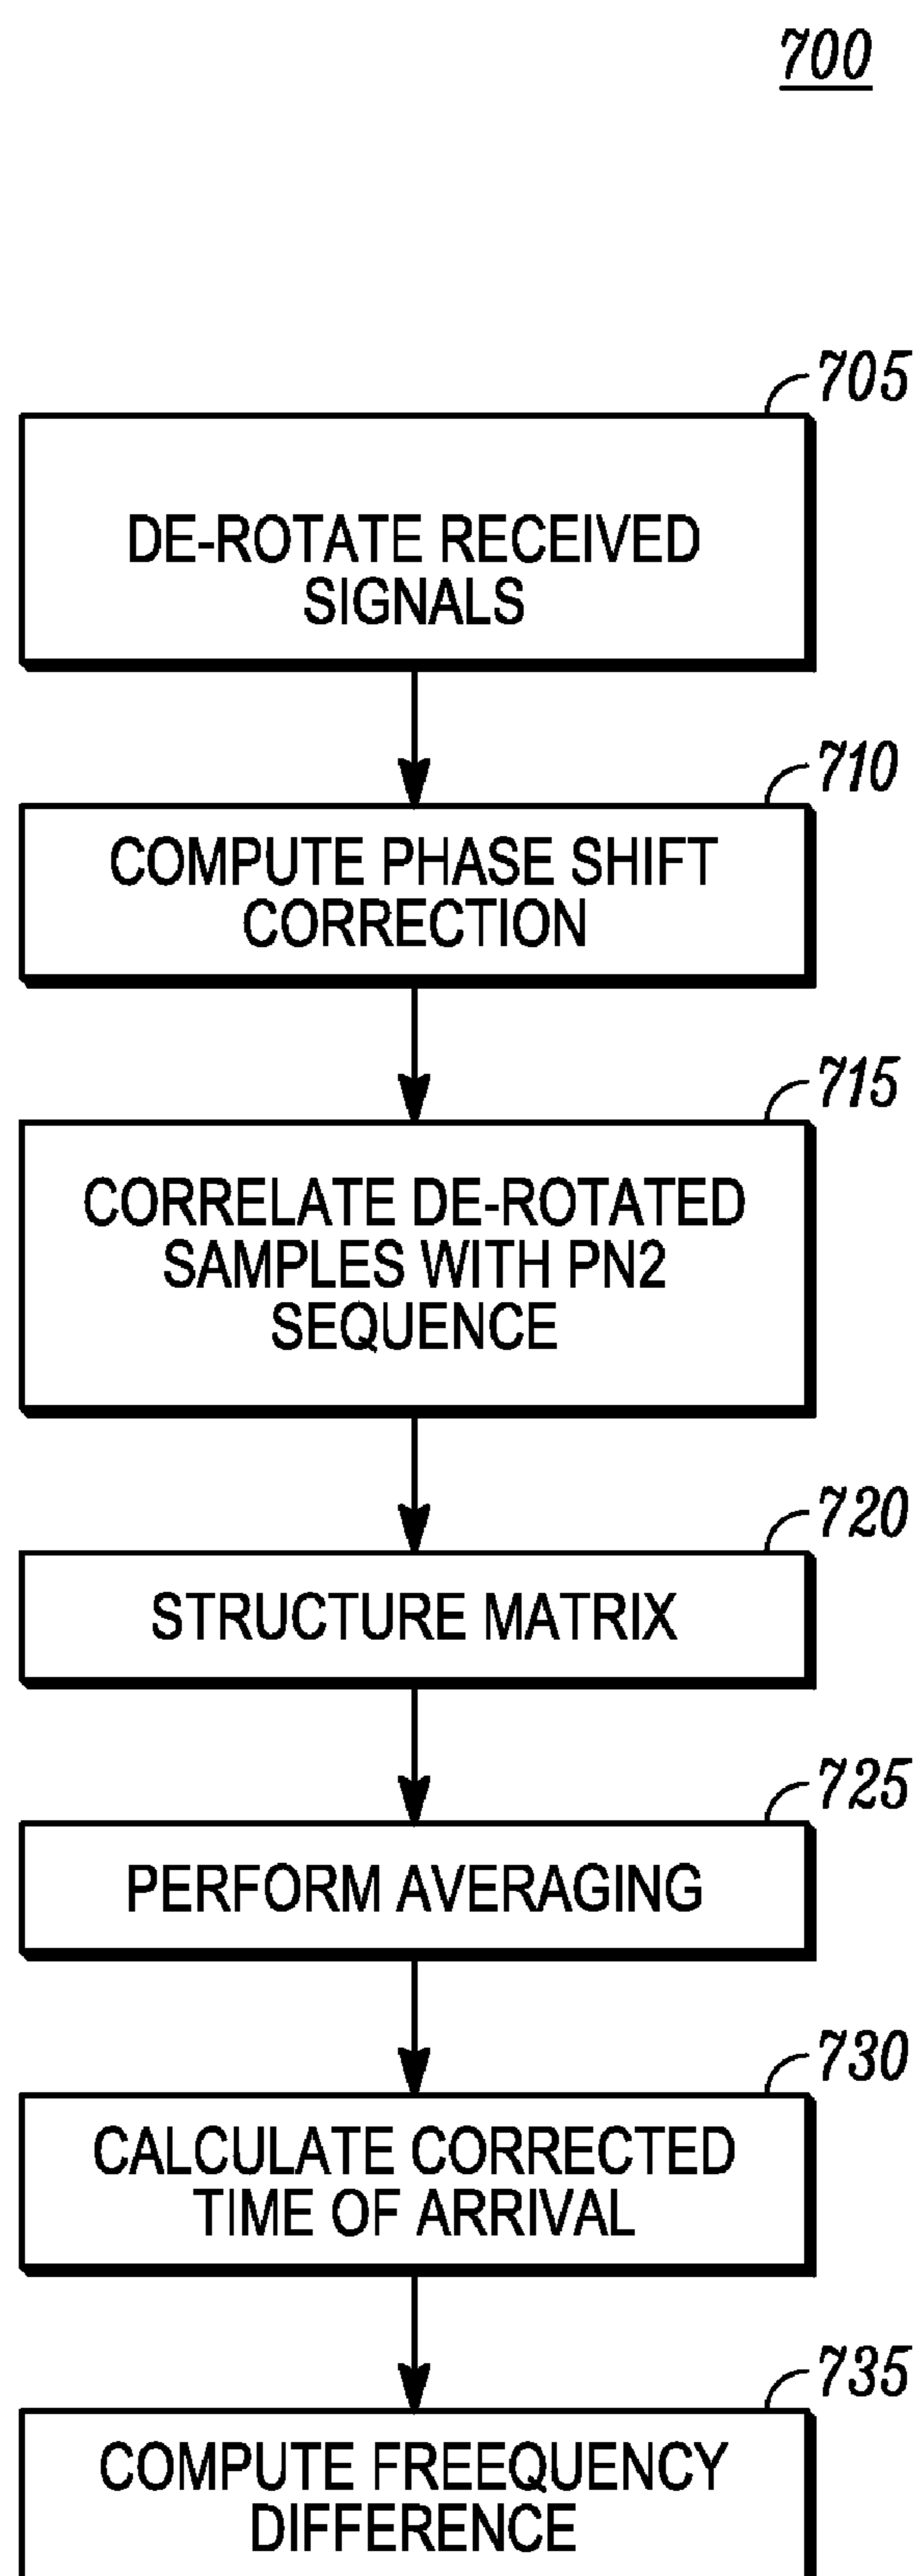 700
705
DE-ROTATE RECEIVED
SIGNALS
710
COMPUTE PHASE SHIFT
CORRECTION
715
CORRELATE DE-ROTATED
SAMPLES WITH PN2
SEQUENCE
720
STRUCTURE MATRIX
725
PERFORM AVERAGING
730
CALCULATE CORRECTED
TIME OF ARRIVAL
735
COMPUTE FREEQUENCY
DIFFERENCE